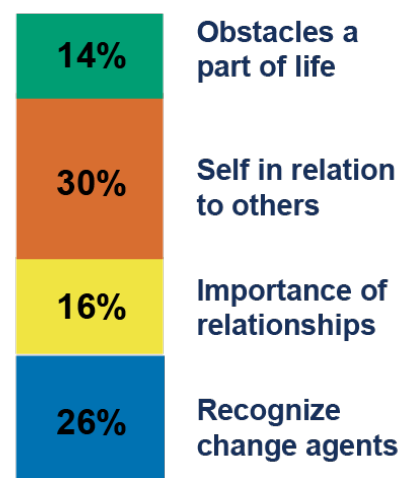 14%
Obstacles a
part of life
30%
Self in relation
to others
16%
Importance of
relationships
26%
Recognize
change agents